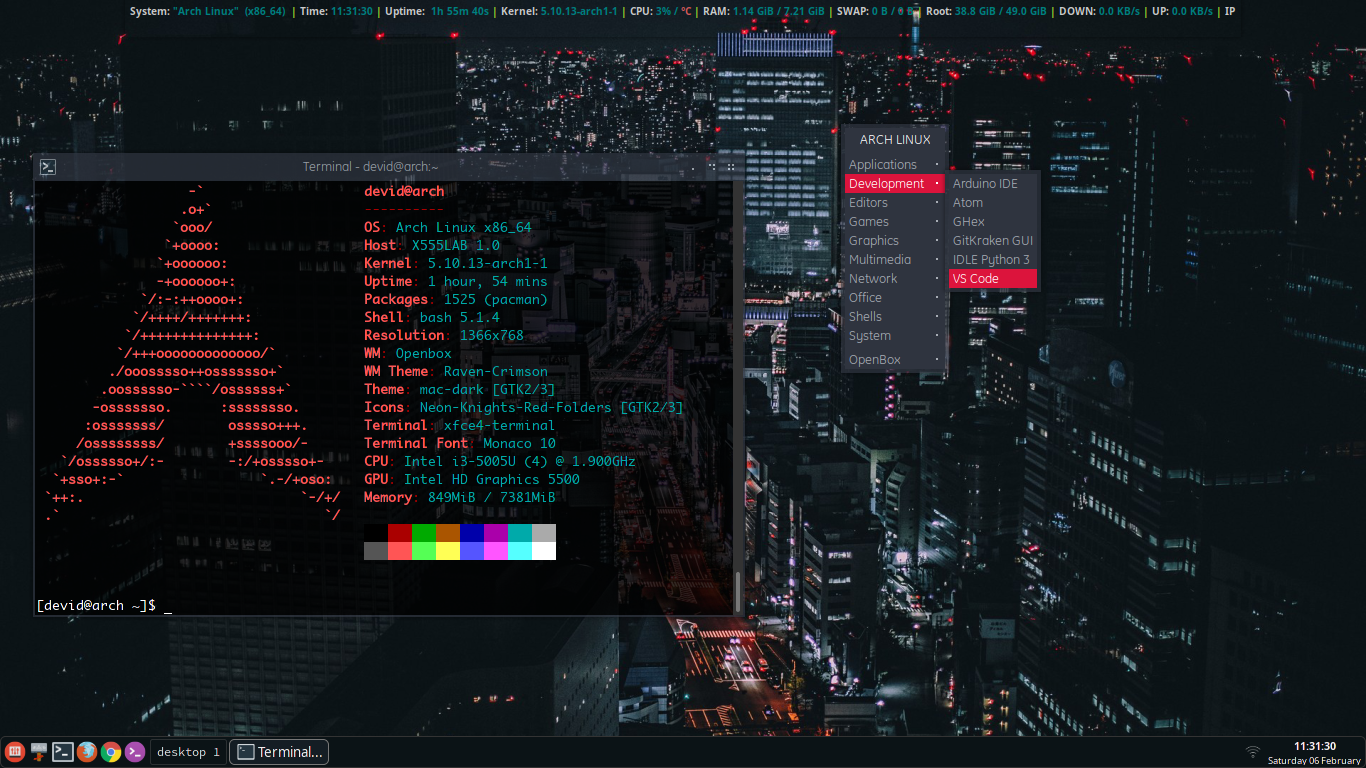 System: "Arch Linux" (x86_64) | Time: 11:31:30 | Uptime: 1h 55m 40s | Kernel: 5.10.13-arch1-1 | CPU: 3% / °C | RAM: 1.14 GiB / 7.21 GiB | SWAP: 0 B / 0 B | Root: 38.8 GiB / 49.0 GiB | DOWN: 0.0 KB/s | UP: 0.0 KB/s | IP
Terminal - devid@arch:~
-`
.o+`
`ooo/
`+oooo:
`+oooooo:
-+oooooo+:
`/:-:++oooo+:
`/++++/+++++++:
`/++++++++++++++:
`/+++ooooooooooooo/`
./ooosssso++osssssso+`
.oossssso-````/ossssss+`
-osssssso.      :ssssssso.
:osssssss/        osssso+++.
/ossssssss/        +ssssooo/-
`/ossssso+/:-        -:/+osssso+-
`+sso+:-`                 `.-/+oso:
`++:.                           `-/+/
.`                                 `/
devid@arch
----------
OS: Arch Linux x86_64
Host: X555LAB 1.0
Kernel: 5.10.13-arch1-1
Uptime: 1 hour, 54 mins
Packages: 1525 (pacman)
Shell: bash 5.1.4
Resolution: 1366x768
WM: Openbox
WM Theme: Raven-Crimson
Theme: mac-dark [GTK2/3]
Icons: Neon-Knights-Red-Folders [GTK2/3]
Terminal: xfce4-terminal
Terminal Font: Monaco 10
CPU: Intel i3-5005U (4) @ 1.900GHz
GPU: Intel HD Graphics 5500
Memory: 849MiB / 7381MiB
[devid@arch ~]$ _
ARCH LINUX
Applications
Development
Editors
Games
Graphics
Multimedia
Network
Office
Shells
System
OpenBox
Arduino IDE
Atom
GHex
GitKraken GUI
IDLE Python 3
VS Code
desktop 1
Terminal...
11:31:30
Saturday 06 February